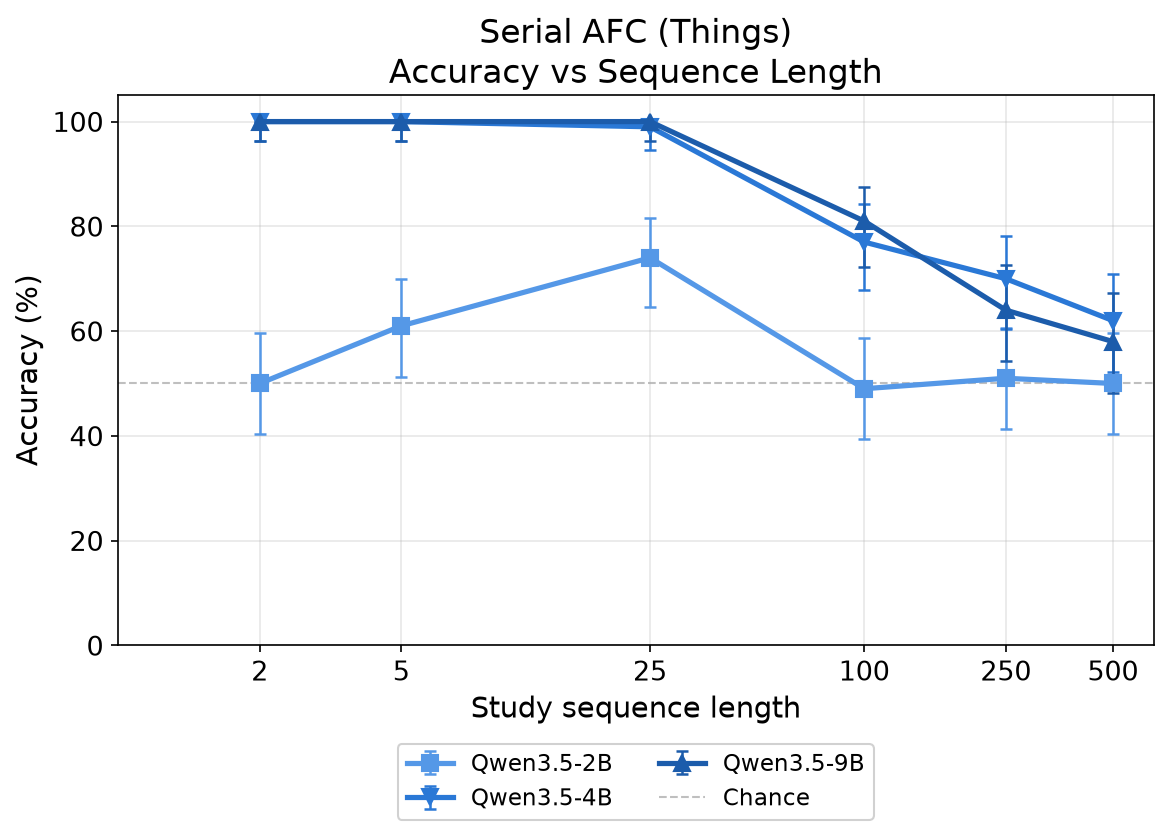 Serial AFC (Things)
Accuracy vs Sequence Length
Accuracy (%)
100
80
60
40
20
0
2 5 25 100 250 500
Study sequence length
Qwen3.5-2B Qwen3.5-9B
Qwen3.5-4B Chance